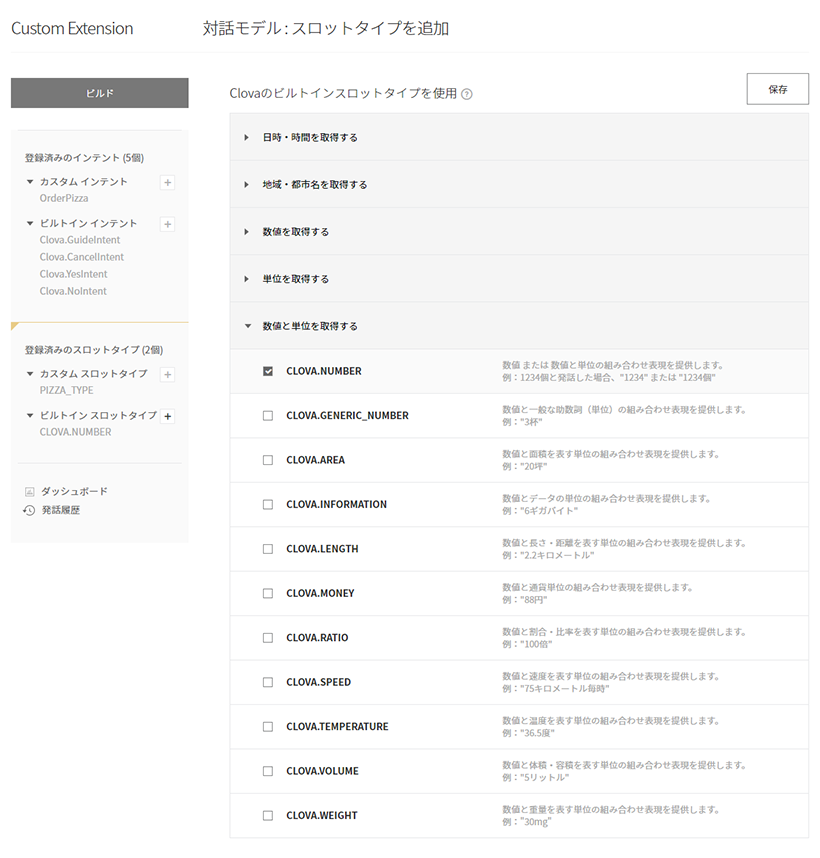 Custom Extension
対話モデル : スロットタイプを追加
ビルド
登録済みのインテント (5個)
カスタム インテント
OrderPizza
ビルトイン インテント
Clova.GuideIntent
Clova.CancelIntent
Clova.YesIntent
Clova.NoIntent
登録済みのスロットタイプ (2個)
カスタム スロットタイプ
PIZZA_TYPE
ビルトイン スロットタイプ
CLOVA.NUMBER
ダッシュボード
発話履歴
Clovaのビルトインスロットタイプを使用 ?
保存
日時・時間を取得する
地域・都市名を取得する
数値を取得する
単位を取得する
数値と単位を取得する
CLOVA.NUMBER
数値 または 数値と単位の組み合わせ表現を提供します。
例：1234個と発話した場合、"1234" または "1234個"
CLOVA.GENERIC_NUMBER
数値と一般な助数詞（単位）の組み合わせ表現を提供します。
例："3杯"
CLOVA.AREA
数値と面積を表す単位の組み合わせ表現を提供します。
例："20坪"
CLOVA.INFORMATION
数値とデータの単位の組み合わせ表現を提供します。
例："6ギガバイト"
CLOVA.LENGTH
数値と長さ・距離を表す単位の組み合わせ表現を提供します。
例："2.2キロメートル"
CLOVA.MONEY
数値と通貨単位の組み合わせ表現を提供します。
例："88円"
CLOVA.RATIO
数値と割合・比率を表す単位の組み合わせ表現を提供します。
例："100倍"
CLOVA.SPEED
数値と速度を表す単位の組み合わせ表現を提供します。
例："75キロメートル毎時"
CLOVA.TEMPERATURE
数値と温度を表す単位の組み合わせ表現を提供します。
例："36.5度"
CLOVA.VOLUME
数値と体積・容積を表す単位の組み合わせ表現を提供します。
例："5リットル"
CLOVA.WEIGHT
数値と重量を表す単位の組み合わせ表現を提供します。
例："30mg"